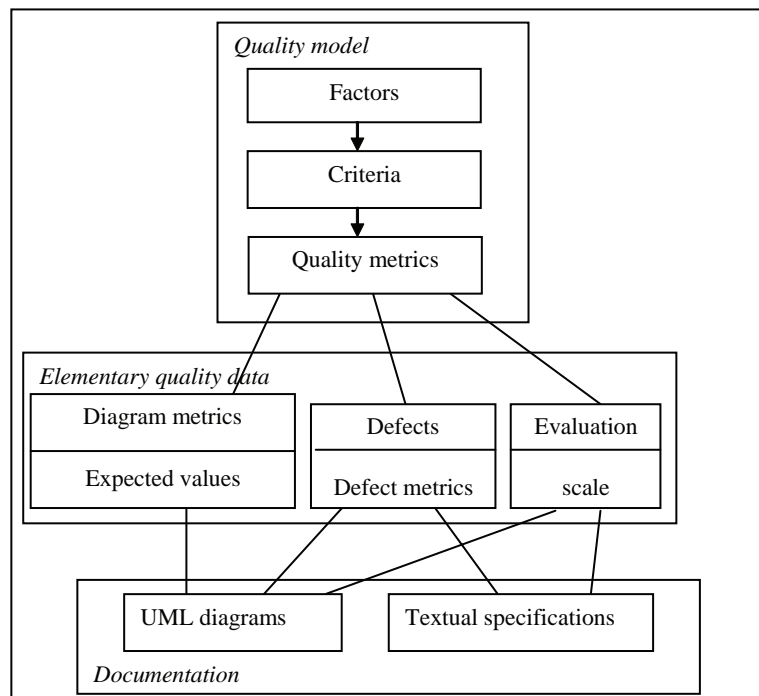 Quality model
Factors
Criteria
Quality metrics
Elementary quality data
Diagram metrics
Expected values
Defects
Defect metrics
Evaluation
scale
UML diagrams
Textual specifications
Documentation